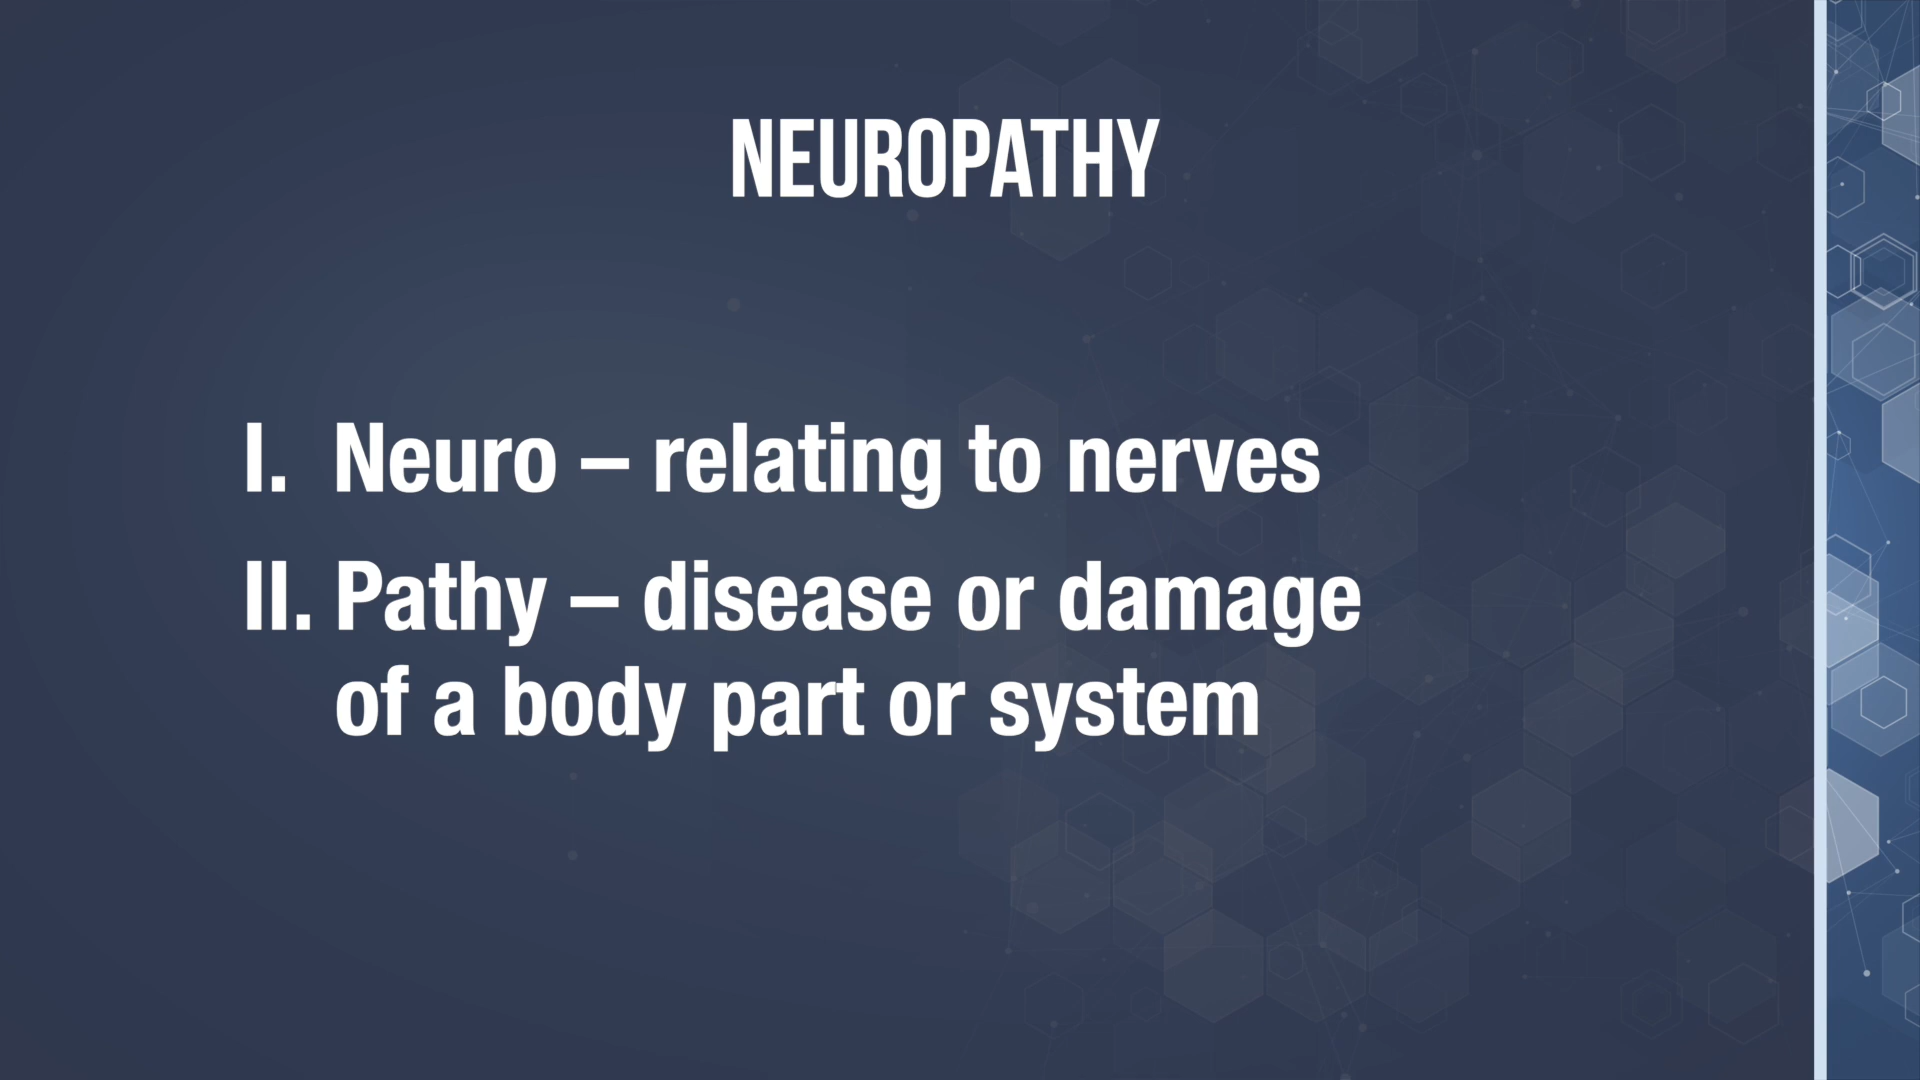 NEUROPATHY
I. Neuro – relating to nerves
II. Pathy – disease or damage
of a body part or system